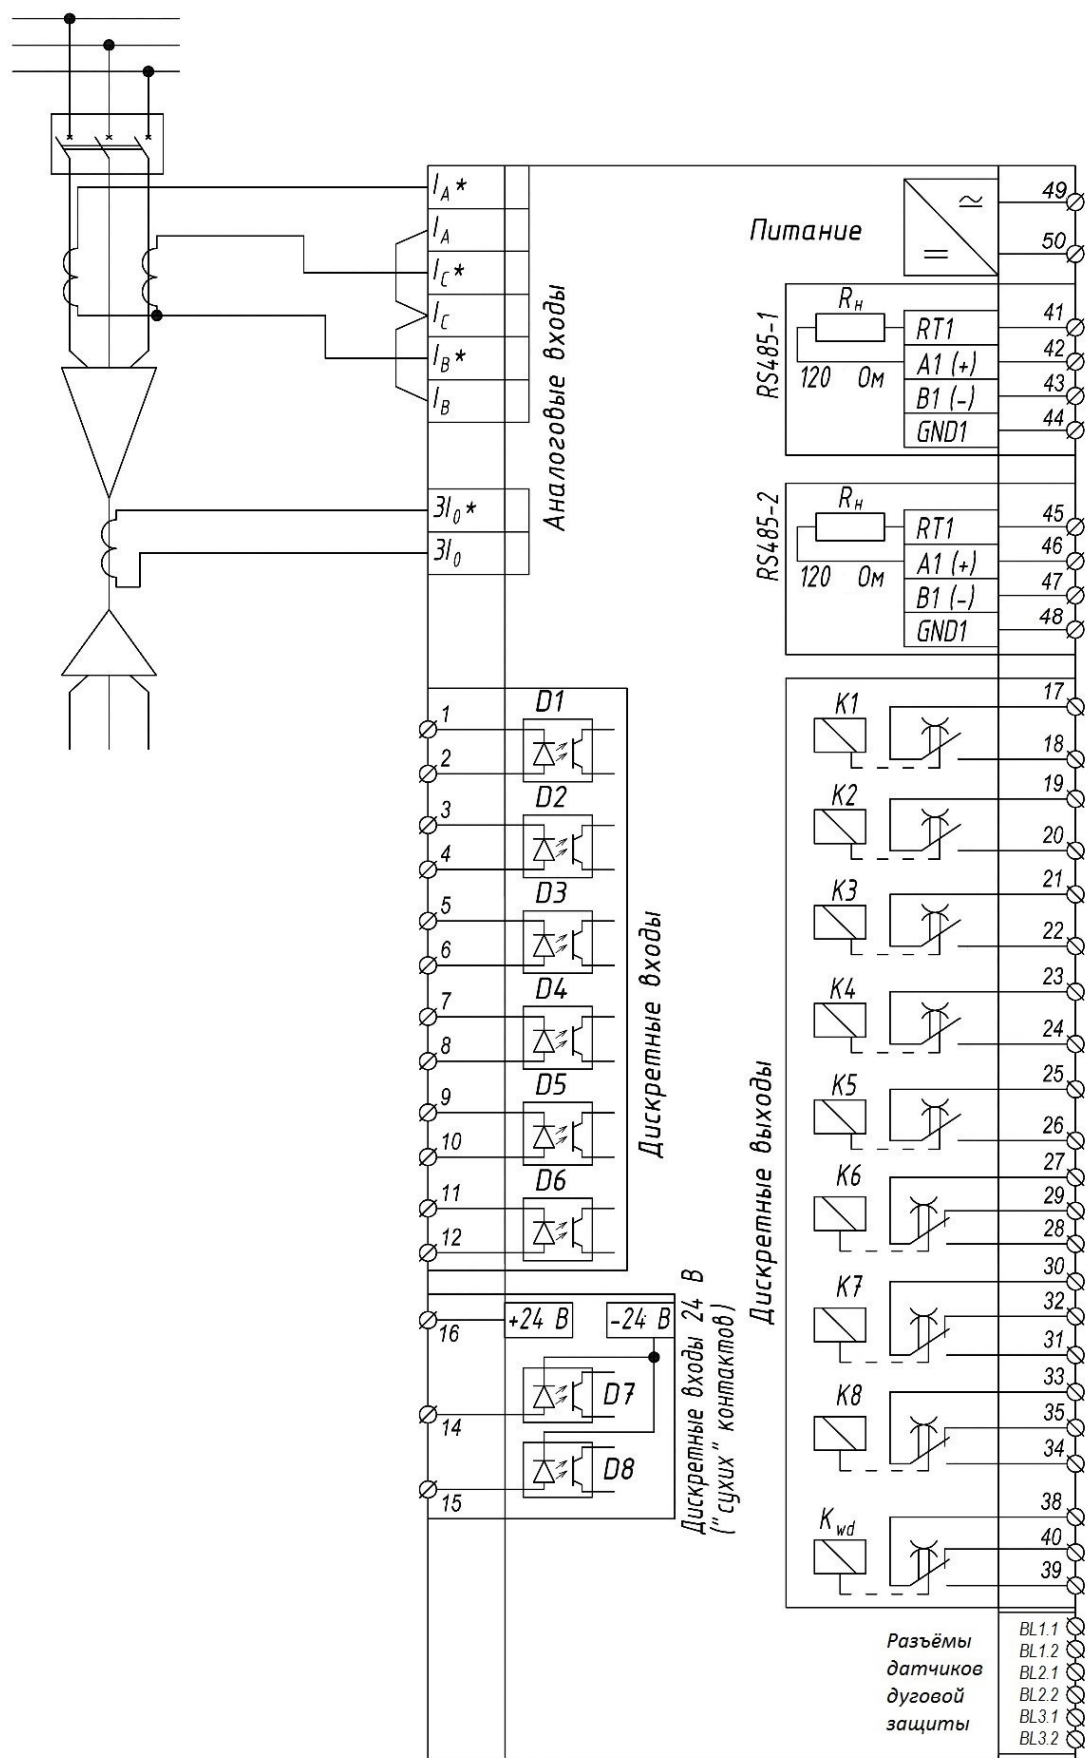 I_A*
I_A
I_C*
I_C
I_B*
I_B
3I_0*
3I_0
Аналоговые входы
Питание
49
50
RS485-1
R_н
120 Ом
RT1
A1 (+)
B1 (-)
GND1
41
42
43
44
RS485-2
R_н
120 Ом
RT1
A1 (+)
B1 (-)
GND1
45
46
47
48
1
2
D1
3
4
D2
5
6
D3
7
8
D4
9
10
D5
11
12
D6
Дискретные входы
16
+24 В
-24 В
14
D7
15
D8
Дискретные входы 24 В
("сухих" контактов)
Дискретные выходы
K1
17
18
K2
19
20
K3
21
22
K4
23
24
K5
25
26
K6
27
29
28
K7
30
32
31
K8
33
35
34
K_wd
38
40
39
Разъёмы
датчиков
дуговой
защиты
BL1.1
BL1.2
BL2.1
BL2.2
BL3.1
BL3.2